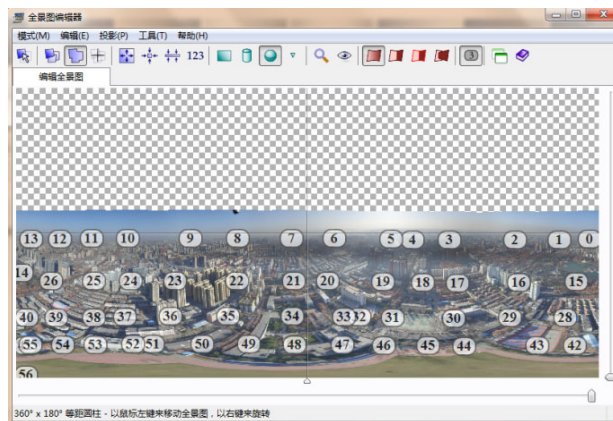 全景图编辑器
模式(M) 编辑(E) 投影(P) 工具(T) 帮助(H)
123 3
编辑全景图
13 12 11 10 9 8 7 6 5 4 3 2 1 0
14 26 25 24 23 22 21 20 19 18 17 16 15
40 39 38 37 36 35 34 33 32 31 30 29 28
55 54 53 52 51 50 49 48 47 46 45 44 43 42
56
360° x 180° 等距圆柱 - 以鼠标左键来移动全景图，以右键来旋转